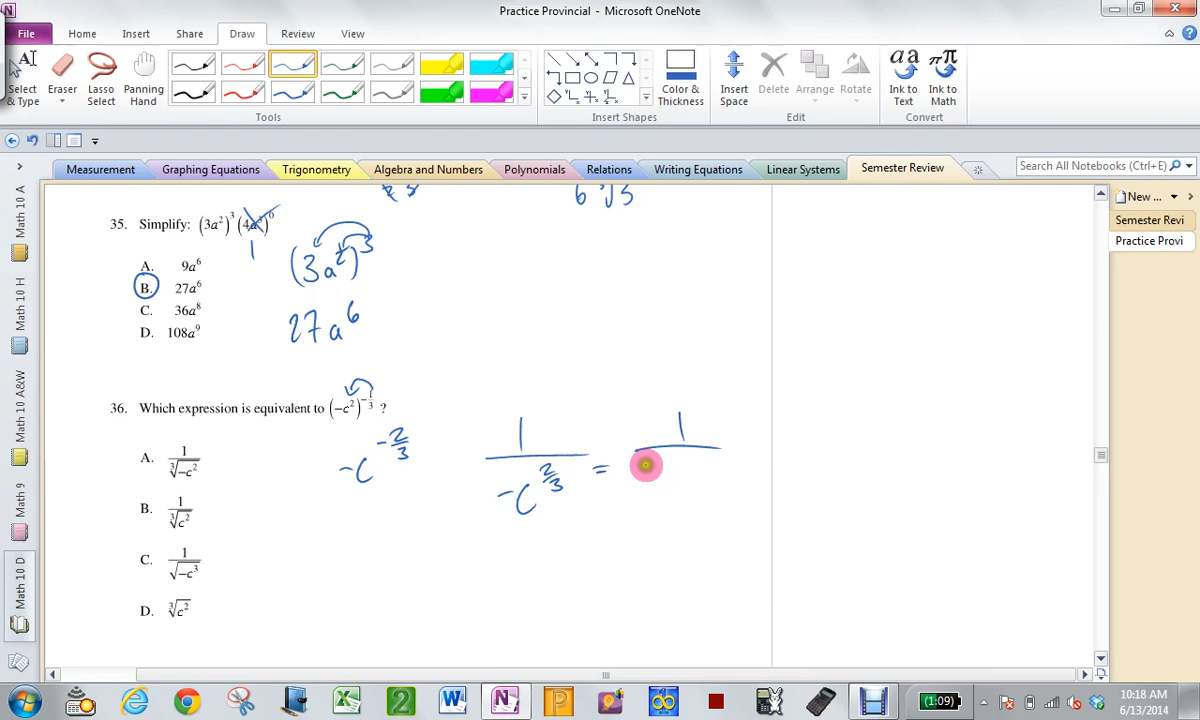 Practice Provincial - Microsoft OneNote
File Home Insert Share Draw Review View
Select & Type Eraser Lasso Select Panning Hand Color & Thickness Insert Space Delete Arrange Rotate Ink to Text Ink to Math
Tools Insert Shapes Edit Convert
Measurement Graphing Equations Trigonometry Algebra and Numbers Polynomials Relations Writing Equations Linear Systems Semester Review Search All Notebooks (Ctrl+E)
New ...
Semester Revi
Practice Provi
Math 10 A
Math 10 H
Math 10 A&W
Math 9
Math 10 D
35. Simplify: (3a²)³(4a³)⁰
1
A. 9a⁶
B. 27a⁶
C. 36a⁸
D. 108a⁹
(3a²)³
27a⁶
36. Which expression is equivalent to (−c²)^(−1/3) ?
A. 1/∛(−c²)
B. 1/∛(c²)
C. 1/√(−c³)
D. ∛(c²)
-c^(-2/3)
1/(-c^(2/3)) = 1
(1:09)
10:18 AM
6/13/2014